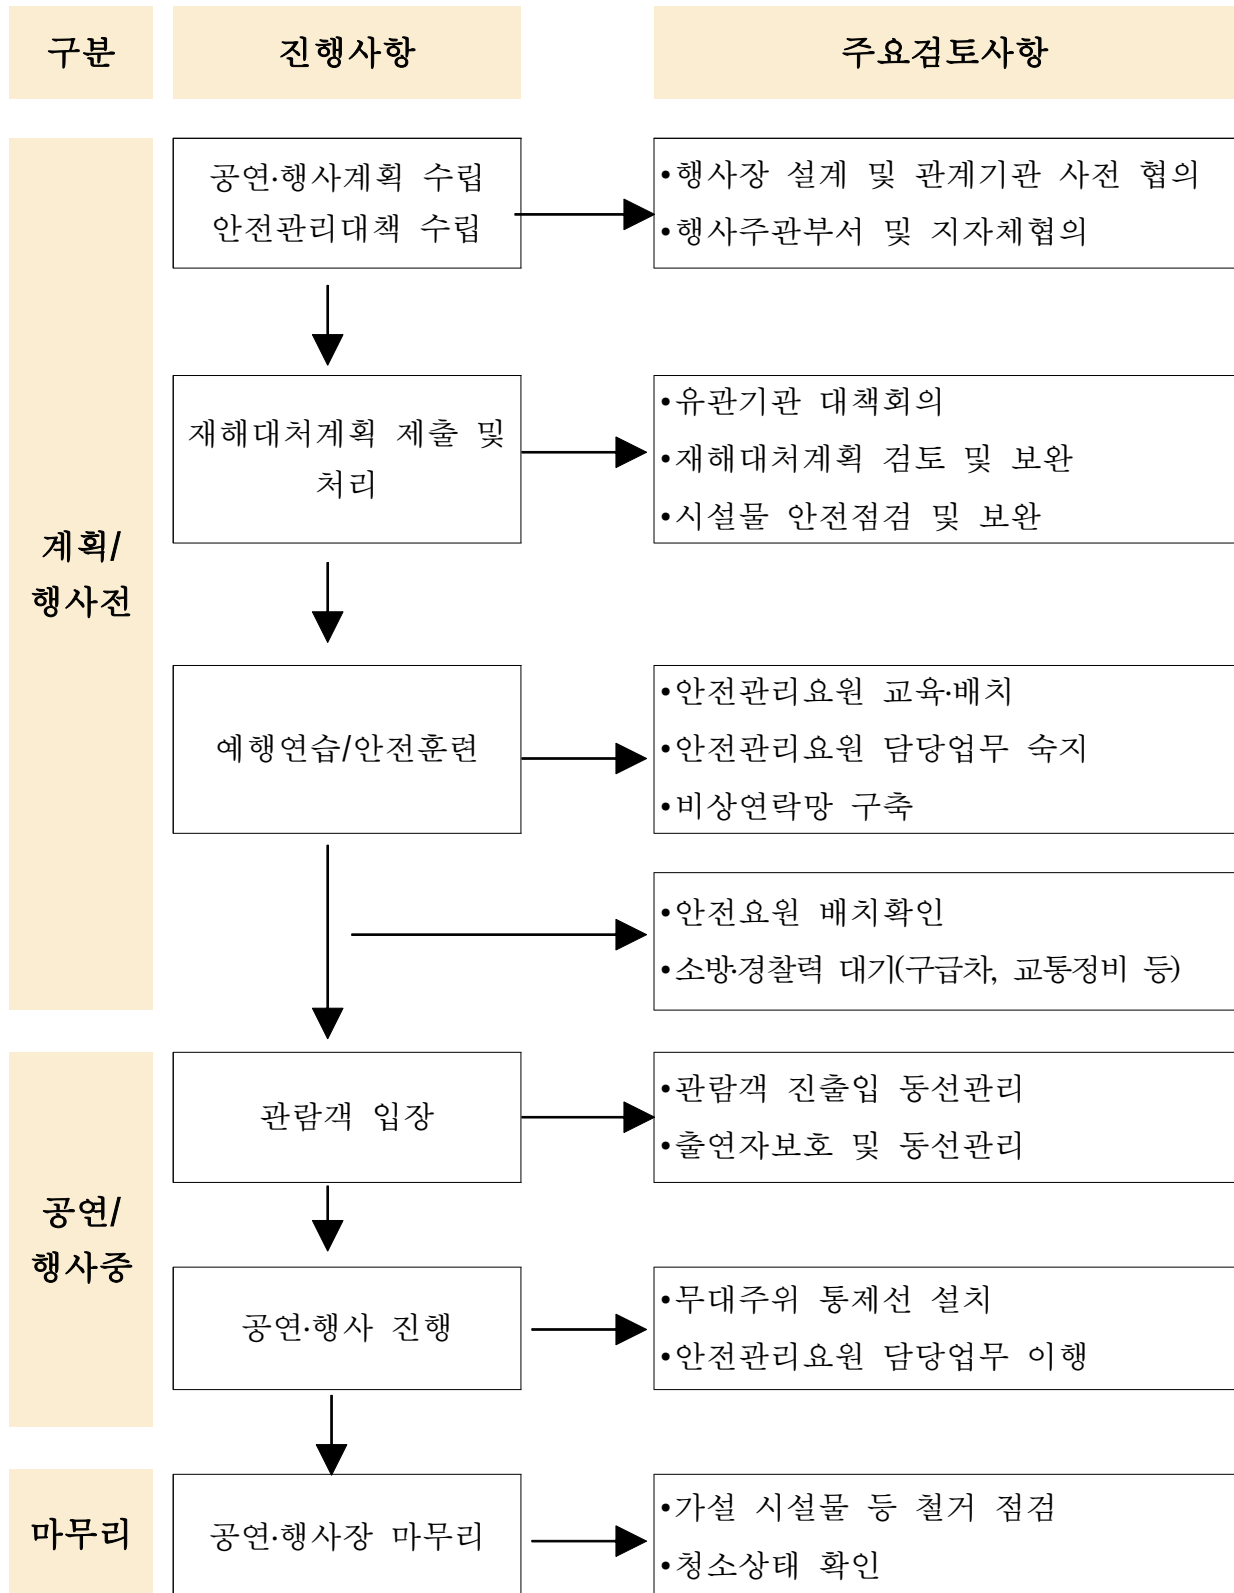 구분
진행사항
주요검토사항
계획/
행사전
공연·행사계획 수립
안전관리대책 수립
•행사장 설계 및 관계기관 사전 협의
•행사주관부서 및 지자체협의
재해대처계획 제출 및
처리
•유관기관 대책회의
•재해대처계획 검토 및 보완
•시설물 안전점검 및 보완
예행연습/안전훈련
•안전관리요원 교육·배치
•안전관리요원 담당업무 숙지
•비상연락망 구축
•안전요원 배치확인
•소방·경찰력 대기(구급차, 교통정비 등)
공연/
행사중
관람객 입장
•관람객 진출입 동선관리
•출연자보호 및 동선관리
공연·행사 진행
•무대주위 통제선 설치
•안전관리요원 담당업무 이행
마무리
공연·행사장 마무리
•가설 시설물 등 철거 점검
•청소상태 확인